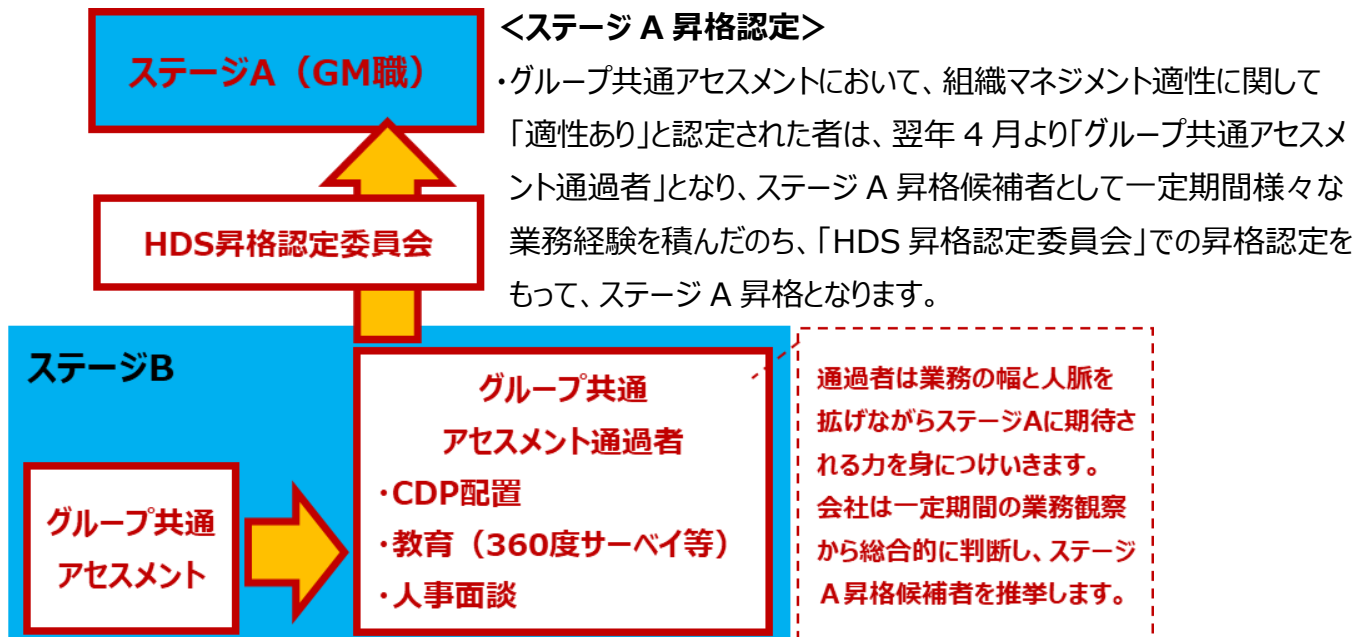 ステージA（GM職）
HDS昇格認定委員会
＜ステージ A 昇格認定＞
・グループ共通アセスメントにおいて、組織マネジメント適性に関して
「適性あり」と認定された者は、翌年 4 月より「グループ共通アセスメ
ント通過者」となり、ステージ A 昇格候補者として一定期間様々な
業務経験を積んだのち、「HDS 昇格認定委員会」での昇格認定を
もって、ステージ A 昇格となります。
ステージB
グループ共通
アセスメント
グループ共通
アセスメント通過者
・CDP配置
・教育（360度サーベイ等）
・人事面談
通過者は業務の幅と人脈を
拡げながらステージAに期待さ
れる力を身につけいきます。
会社は一定期間の業務観察
から総合的に判断し、ステージ
A昇格候補者を推挙します。